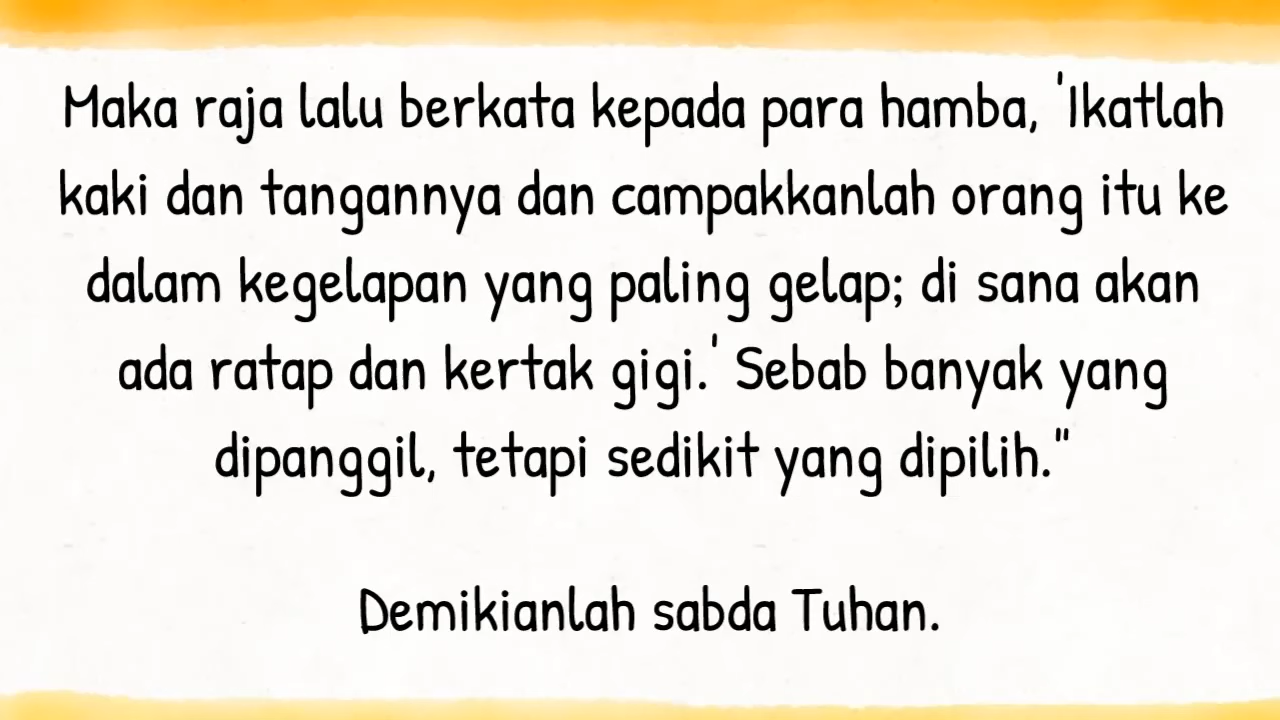 Maka raja lalu berkata kepada para hamba, 'Ikatlah
kaki dan tangannya dan campakkanlah orang itu ke
dalam kegelapan yang paling gelap; di sana akan
ada ratap dan kertak gigi.' Sebab banyak yang
dipanggil, tetapi sedikit yang dipilih."
Demikianlah sabda Tuhan.